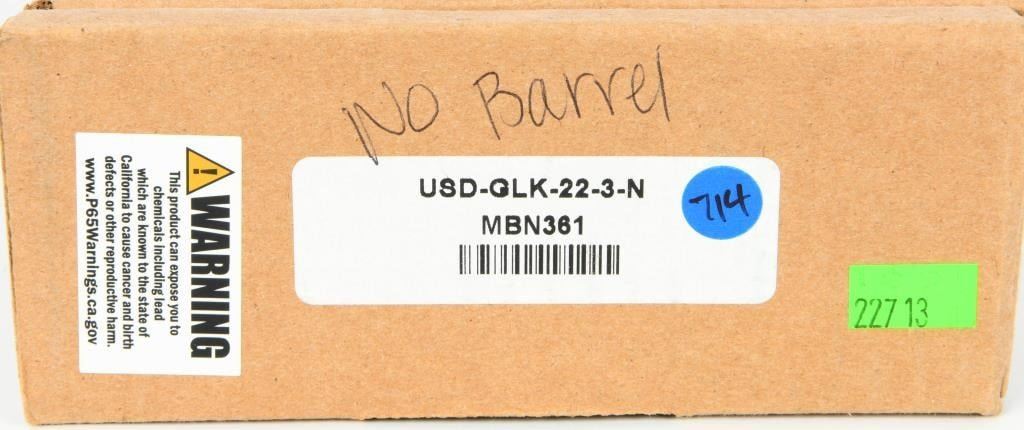 No Barrel
WARNING
This product can expose you to
chemicals including lead
which are known to the state of
California to cause cancer and birth
defects or other reproductive harm.
www.P65Warnings.ca.gov
USD-GLK-22-3-N
MBN361
714
227 13